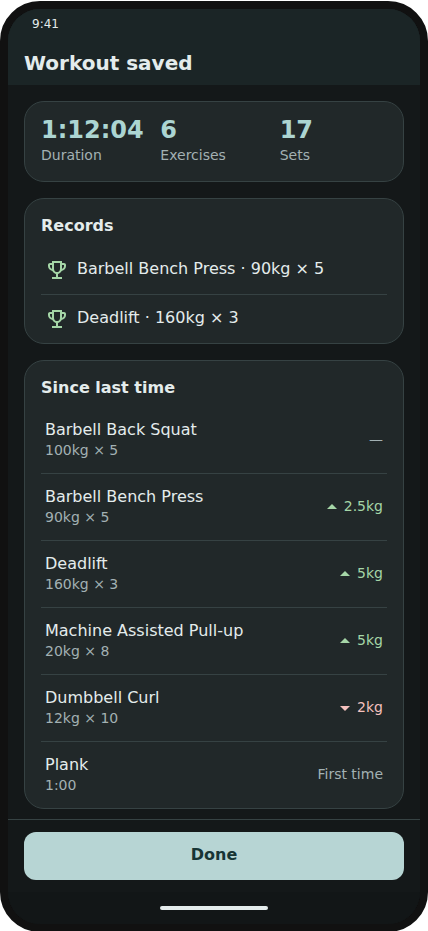 9:41
Workout saved
1:12:04 6 17
Duration Exercises Sets
Records
Barbell Bench Press · 90kg × 5
Deadlift · 160kg × 3
Since last time
Barbell Back Squat
100kg × 5
—
Barbell Bench Press
90kg × 5
2.5kg
Deadlift
160kg × 3
5kg
Machine Assisted Pull-up
20kg × 8
5kg
Dumbbell Curl
12kg × 10
2kg
Plank
1:00
First time
Done